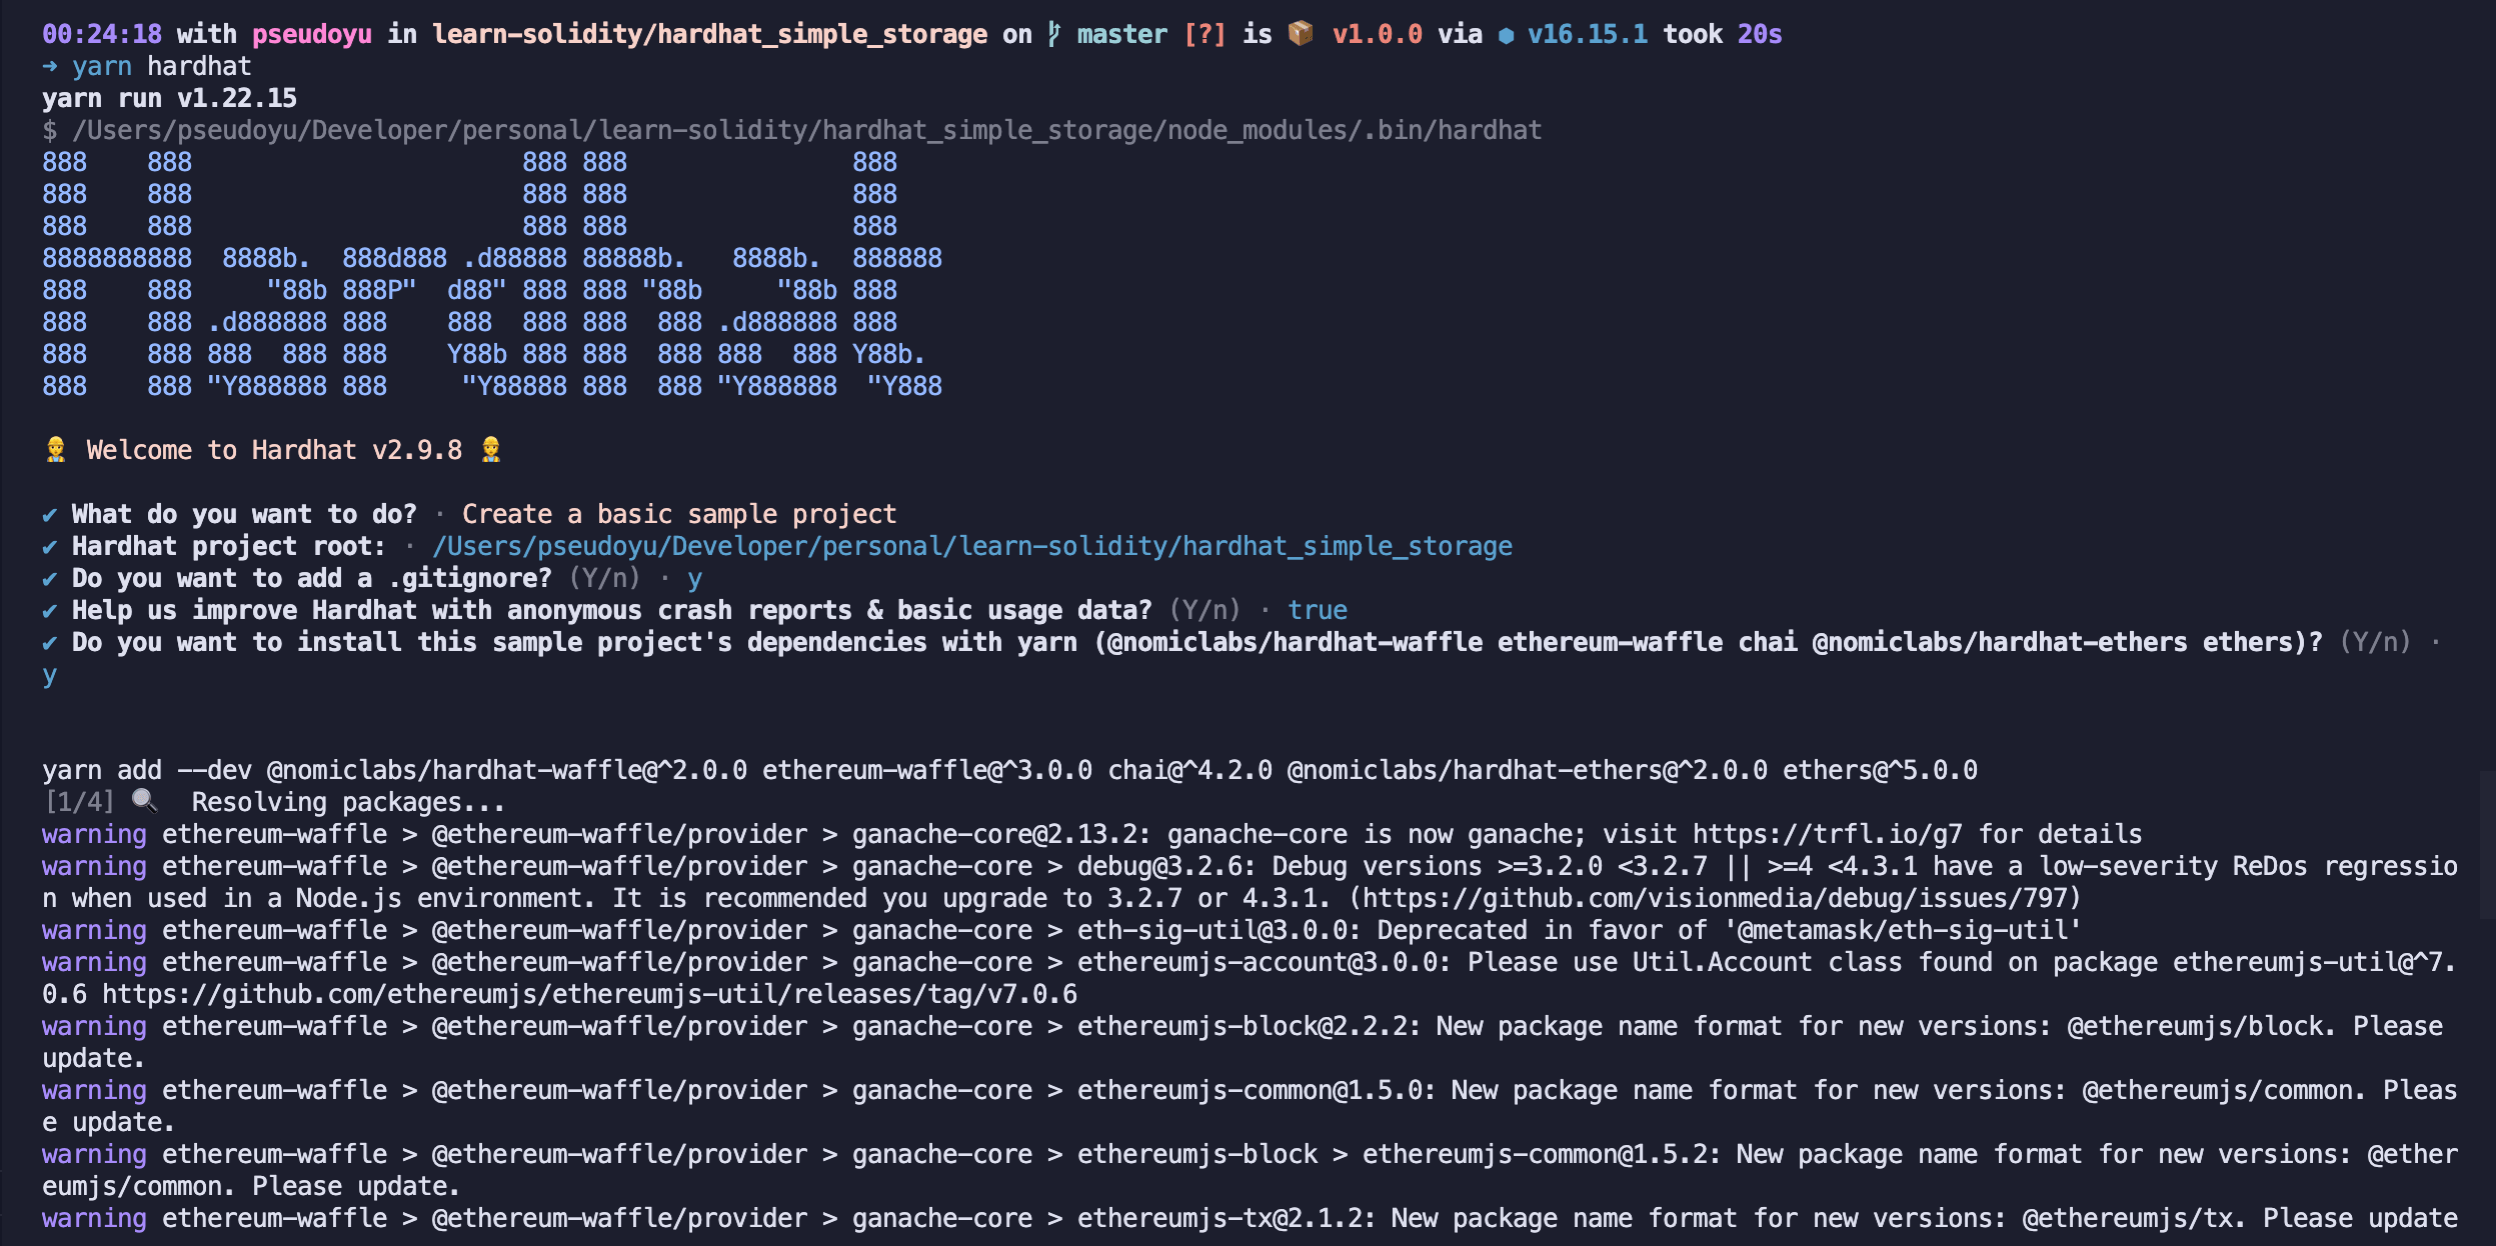 00:24:18 with pseudoyu in learn-solidity/hardhat_simple_storage on master [?] is 📦 v1.0.0 via ⬢ v16.15.1 took 20s
➜ yarn hardhat
yarn run v1.22.15
$ /Users/pseudoyu/Developer/personal/learn-solidity/hardhat_simple_storage/node_modules/.bin/hardhat
888    888                      888 888               888
888    888                      888 888               888
888    888                      888 888               888
8888888888  8888b.  888d888 .d88888 88888b.   8888b.  888888
888    888     "88b 888P"  d88" 888 888 "88b     "88b 888
888    888 .d888888 888    888  888 888  888 .d888888 888
888    888 888  888 888    Y88b 888 888  888 888  888 Y88b.
888    888 "Y888888 888     "Y88888 888  888 "Y888888  "Y888
👷 Welcome to Hardhat v2.9.8 👷
✔ What do you want to do? · Create a basic sample project
✔ Hardhat project root: · /Users/pseudoyu/Developer/personal/learn-solidity/hardhat_simple_storage
✔ Do you want to add a .gitignore? (Y/n) · y
✔ Help us improve Hardhat with anonymous crash reports & basic usage data? (Y/n) · true
✔ Do you want to install this sample project's dependencies with yarn (@nomiclabs/hardhat-waffle ethereum-waffle chai @nomiclabs/hardhat-ethers ethers)? (Y/n) ·
y
yarn add --dev @nomiclabs/hardhat-waffle@^2.0.0 ethereum-waffle@^3.0.0 chai@^4.2.0 @nomiclabs/hardhat-ethers@^2.0.0 ethers@^5.0.0
[1/4] 🔍 Resolving packages...
warning ethereum-waffle > @ethereum-waffle/provider > ganache-core@2.13.2: ganache-core is now ganache; visit https://trfl.io/g7 for details
warning ethereum-waffle > @ethereum-waffle/provider > ganache-core > debug@3.2.6: Debug versions >=3.2.0 <3.2.7 || >=4 <4.3.1 have a low-severity ReDos regressio
n when used in a Node.js environment. It is recommended you upgrade to 3.2.7 or 4.3.1. (https://github.com/visionmedia/debug/issues/797)
warning ethereum-waffle > @ethereum-waffle/provider > ganache-core > eth-sig-util@3.0.0: Deprecated in favor of '@metamask/eth-sig-util'
warning ethereum-waffle > @ethereum-waffle/provider > ganache-core > ethereumjs-account@3.0.0: Please use Util.Account class found on package ethereumjs-util@^7.
0.6 https://github.com/ethereumjs/ethereumjs-util/releases/tag/v7.0.6
warning ethereum-waffle > @ethereum-waffle/provider > ganache-core > ethereumjs-block@2.2.2: New package name format for new versions: @ethereumjs/block. Please
update.
warning ethereum-waffle > @ethereum-waffle/provider > ganache-core > ethereumjs-common@1.5.0: New package name format for new versions: @ethereumjs/common. Pleas
e update.
warning ethereum-waffle > @ethereum-waffle/provider > ganache-core > ethereumjs-block > ethereumjs-common@1.5.2: New package name format for new versions: @ether
eumjs/common. Please update.
warning ethereum-waffle > @ethereum-waffle/provider > ganache-core > ethereumjs-tx@2.1.2: New package name format for new versions: @ethereumjs/tx. Please update